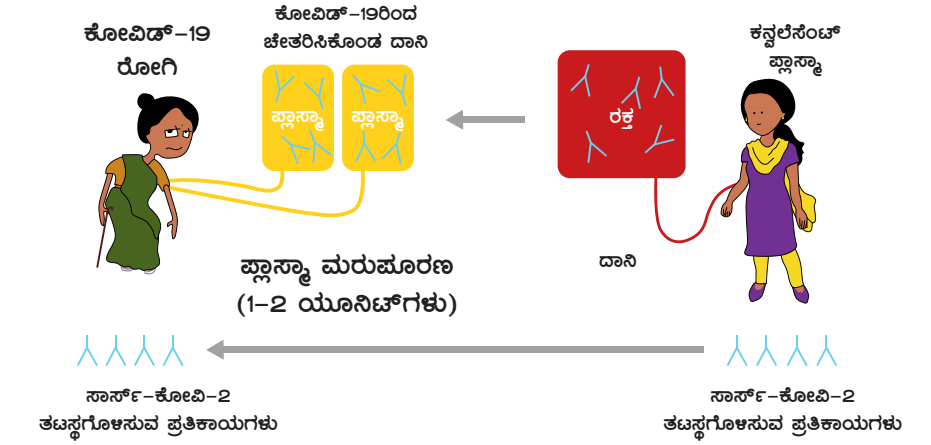 ಕೋವಿಡ್-19
ರೋಗಿ
ಕೋವಿಡ್-19ರಿಂದ
ಚೇತರಿಸಿಕೊಂಡ ದಾನಿ
ಕನ್ವಲೆಸೆಂಟ್
ಪ್ಲಾಸ್ಮಾ
ಪ್ಲಾಸ್ಮಾ
ಪ್ಲಾಸ್ಮಾ
ರಕ್ತ
ದಾನಿ
ಪ್ಲಾಸ್ಮಾ ಮರುಪೂರಣ
(1-2 ಯೂನಿಟ್‌ಗಳು)
ಸಾರ್ಸ್-ಕೋವಿ-2
ತಟಸ್ಥಗೊಳಿಸುವ ಪ್ರತಿಕಾಯಗಳು
ಸಾರ್ಸ್-ಕೋವಿ-2
ತಟಸ್ಥಗೊಳಿಸುವ ಪ್ರತಿಕಾಯಗಳು